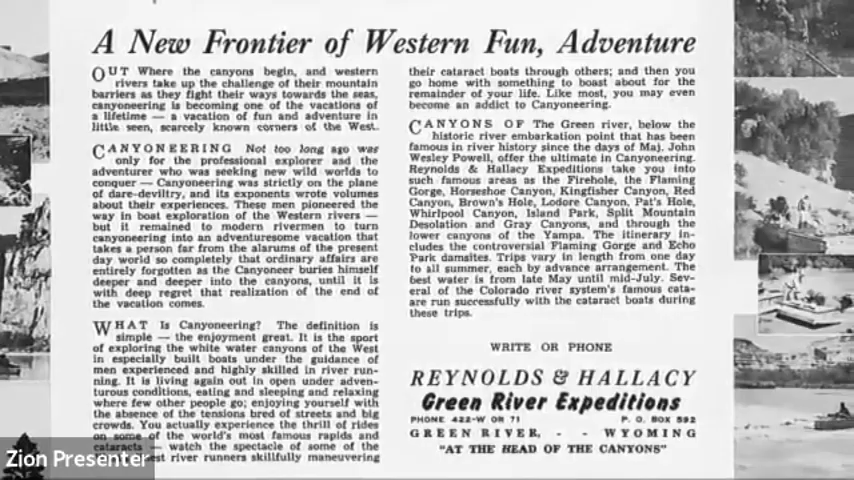 A New Frontier of Western Fun, Adventure
OUT Where the canyons begin, and western
rivers take up the challenge of their mountain
barriers as they fight their ways towards the seas,
canyoneering is becoming one of the vacations of
a lifetime — a vacation of fun and adventure in
little seen, scarcely known corners of the West.
CANYONEERING Not too long ago was
only for the professional explorer and the
adventurer who was seeking new wild worlds to
conquer — Canyoneering was strictly on the plane
of dare-deviltry, and its exponents wrote volumes
about their experiences. These men pioneered the
way in boat exploration of the Western rivers —
but it remained to modern rivermen to turn
canyoneering into an adventuresome vacation that
takes a person far from the alarums of the present
day world so completely that ordinary affairs are
entirely forgotten as the Canyoneer buries himself
deeper and deeper into the canyons, until it is
with deep regret that realization of the end of
the vacation comes.
WHAT Is Canyoneering? The definition is
simple — the enjoyment great. It is the sport
of exploring the white water canyons of the West
in especially built boats under the guidance of
men experienced and highly skilled in river run-
ning. It is living again out in open under adven-
turous conditions, eating and sleeping and relaxing
where few other people go; enjoying yourself with
the absence of the tensions bred of streets and big
crowds. You actually experience the thrill of rides
on some of the world's most famous rapids and
cataracts — watch the spectacle of some of the
river runners skillfully maneuvering
their cataract boats through others; and then you
go home with something to boast about for the
remainder of your life. Like most, you may even
become an addict to Canyoneering.
CANYONS OF The Green river, below the
historic river embarkation point that has been
famous in river history since the days of Maj. John
Wesley Powell, offer the ultimate in Canyoneering.
Reynolds & Hallacy Expeditions take you into
such famous areas as the Firehole, the Flaming
Gorge, Horseshoe Canyon, Kingfisher Canyon, Red
Canyon, Brown's Hole, Lodore Canyon, Pat's Hole,
Whirlpool Canyon, Island Park, Split Mountain
Desolation and Gray Canyons, and through the
lower canyons of the Yampa. The itinerary in-
cludes the controversial Flaming Gorge and Echo
Park damsites. Trips vary in length from one day
to all summer, each by advance arrangement. The
best water is from late May until mid-July. Sev-
eral of the Colorado river system's famous cata-
are run successfully with the cataract boats during
these trips.
WRITE OR PHONE
REYNOLDS & HALLACY
Green River Expeditions
PHONE 422-W OR 71 P. O. BOX 592
GREEN RIVER, - - WYOMING
"AT THE HEAD OF THE CANYONS"
Zion Presenter